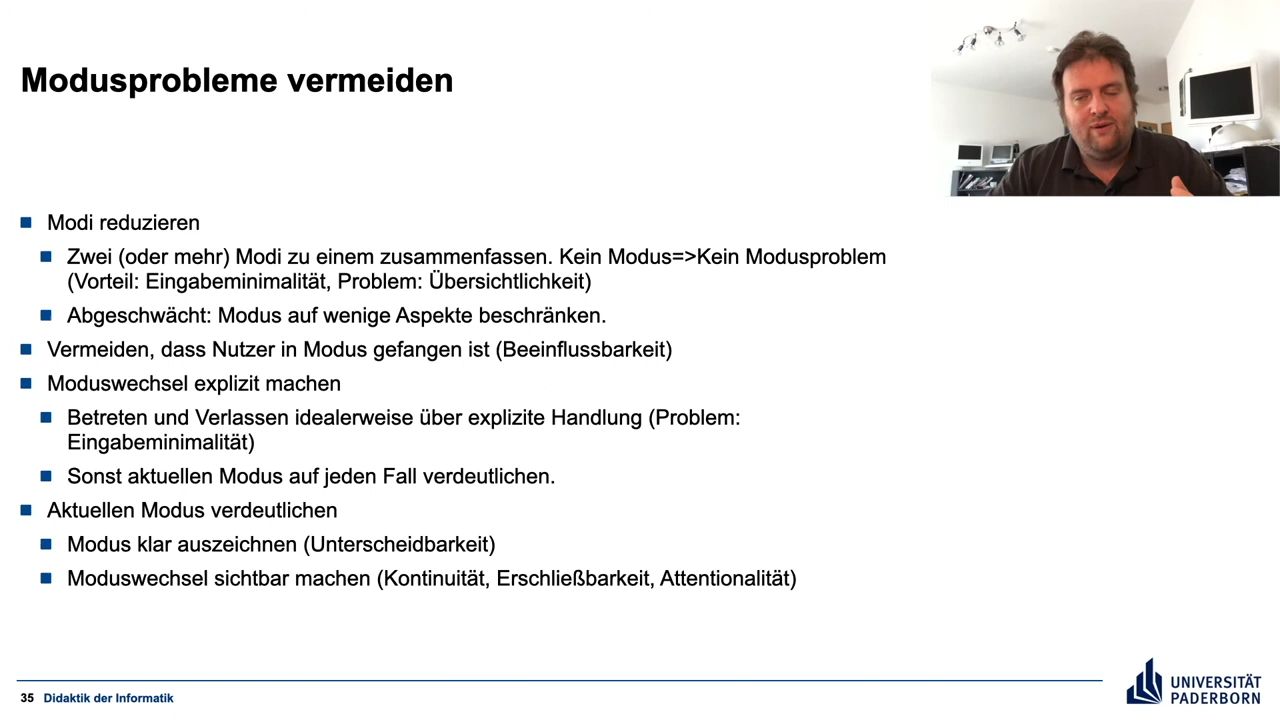 Modusprobleme vermeiden
Modi reduzieren
Zwei (oder mehr) Modi zu einem zusammenfassen. Kein Modus=>Kein Modusproblem
(Vorteil: Eingabeminimalität, Problem: Übersichtlichkeit)
Abgeschwächt: Modus auf wenige Aspekte beschränken.
Vermeiden, dass Nutzer in Modus gefangen ist (Beeinflussbarkeit)
Moduswechsel explizit machen
Betreten und Verlassen idealerweise über explizite Handlung (Problem:
Eingabeminimalität)
Sonst aktuellen Modus auf jeden Fall verdeutlichen.
Aktuellen Modus verdeutlichen
Modus klar auszeichnen (Unterscheidbarkeit)
Moduswechsel sichtbar machen (Kontinuität, Erschließbarkeit, Attentionalität)
35 Didaktik der Informatik
UNIVERSITÄT
PADERBORN